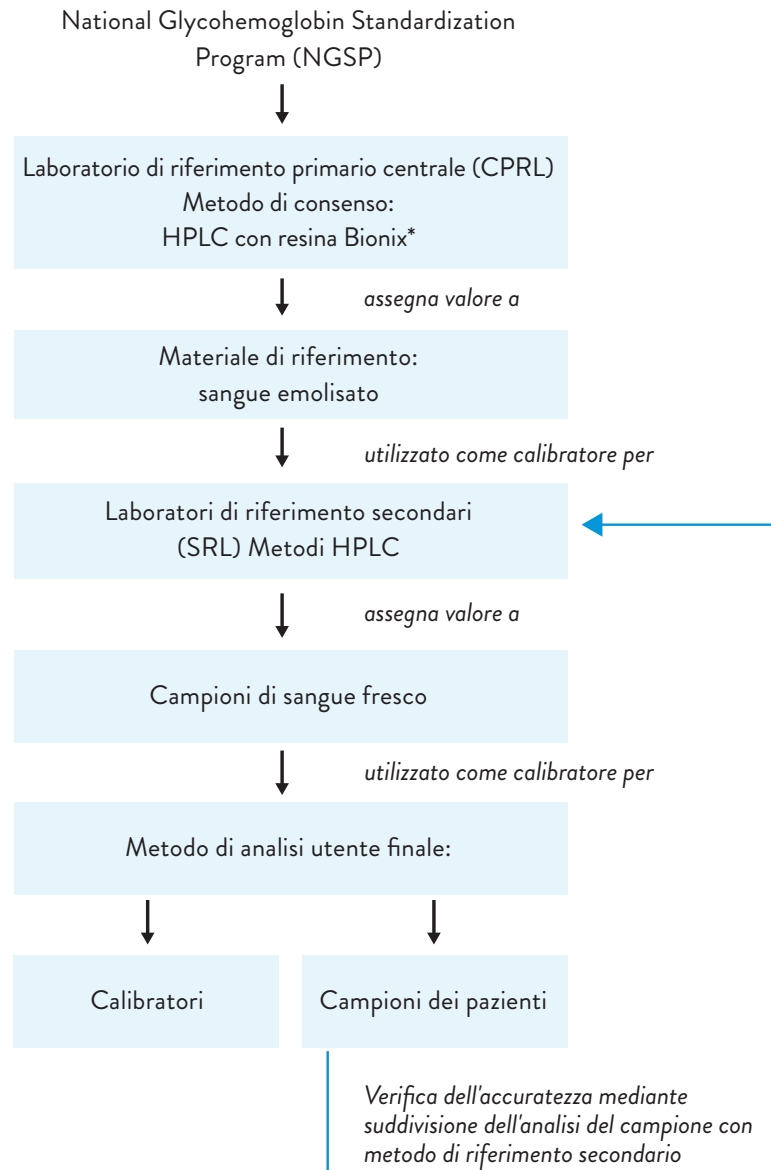 National Glycohemoglobin Standardization
Program (NGSP)
Laboratorio di riferimento primario centrale (CPRL)
Metodo di consenso:
HPLC con resina Bionix*
assegna valore a
Materiale di riferimento:
sangue emolisato
utilizzato come calibratore per
Laboratori di riferimento secondari
(SRL) Metodi HPLC
assegna valore a
Campioni di sangue fresco
utilizzato come calibratore per
Metodo di analisi utente finale:
Calibratori
Campioni dei pazienti
Verifica dell'accuratezza mediante
suddivisione dell'analisi del campione con
metodo di riferimento secondario